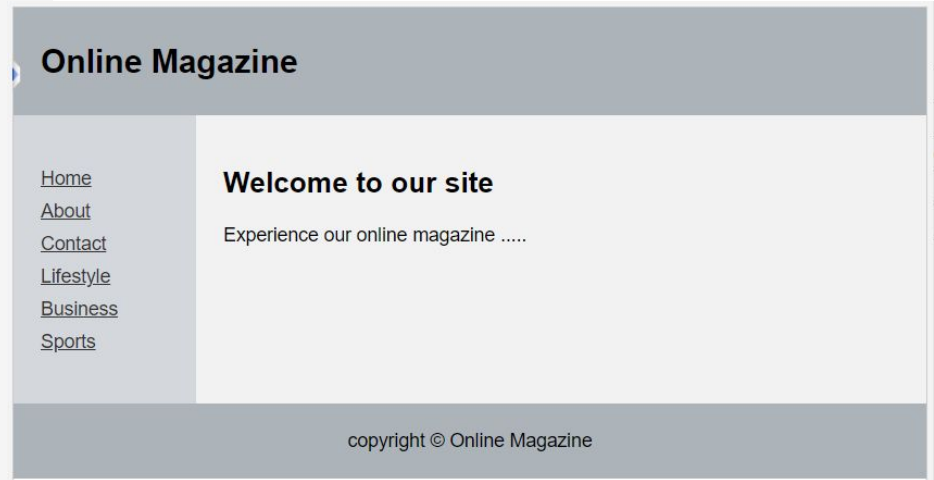 Online Magazine
Home
About
Contact
Lifestyle
Business
Sports
Welcome to our site
Experience our online magazine .....
copyright © Online Magazine